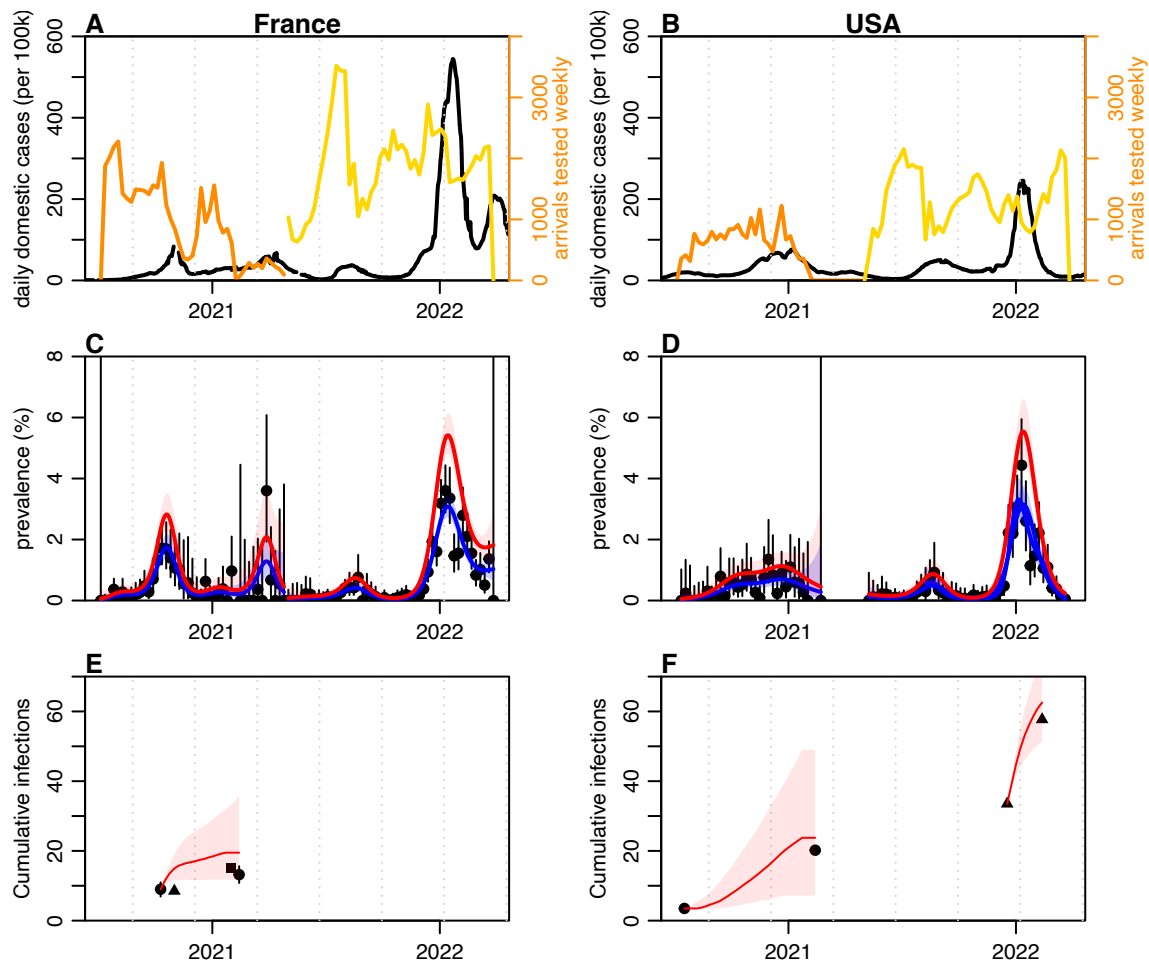 A France
B USA
daily domestic cases (per 100k)
0 200 400 600
0 1000 3000
arrivals tested weekly
2021 2022
daily domestic cases (per 100k)
0 200 400 600
0 1000 3000
arrivals tested weekly
2021 2022
C
prevalence (%)
0 2 4 6 8
2021 2022
D
prevalence (%)
0 2 4 6 8
2021 2022
E
Cumulative infections
0 20 40 60
2021 2022
F
Cumulative infections
0 20 40 60
2021 2022